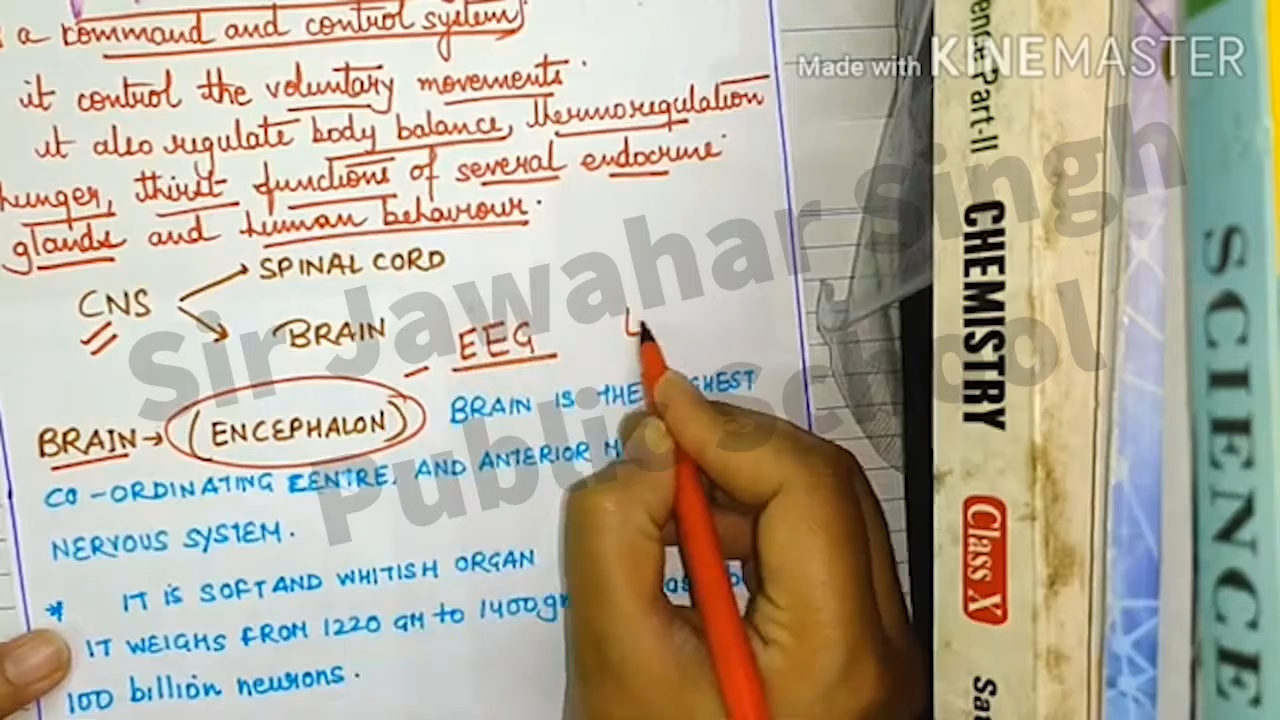 a command and control system.
it control the voluntary movements.
it also regulate body balance, thermoregulation
hunger, thirst functions of several endocrine
glands and human behaviour.
CNS
SPINAL CORD
BRAIN
EEG
BRAIN → (ENCEPHALON) BRAIN IS THE
CO-ORDINATING CENTRE, AND ANTERIOR
NERVOUS SYSTEM.
* IT IS SOFT AND WHITISH ORGAN
IT WEIGHS FROM 1220 GM TO 1400
100 billion neurons.
Made with KINEMASTER
Sir Jawahar Singh
Public School
Part-II CHEMISTRY Class X
SCIENCE